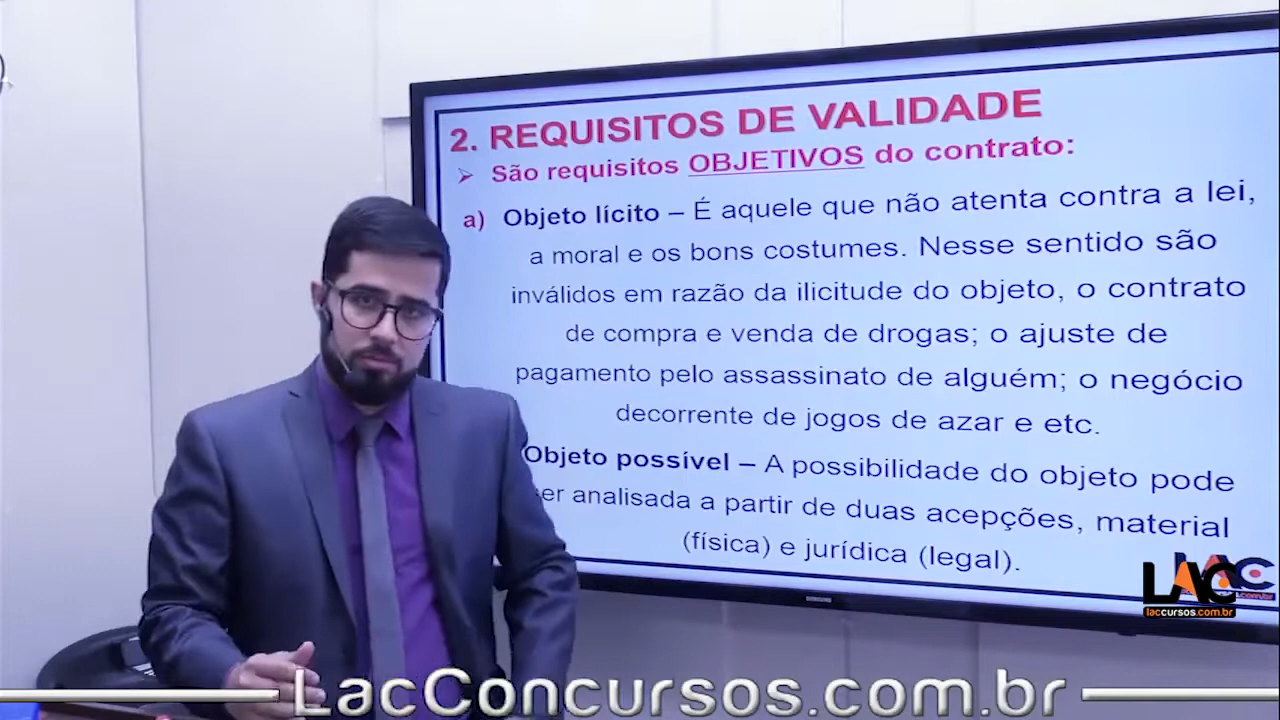 2. REQUISITOS DE VALIDADE
➢ São requisitos OBJETIVOS do contrato:
a) Objeto lícito – É aquele que não atenta contra a lei,
a moral e os bons costumes. Nesse sentido são
inválidos em razão da ilicitude do objeto, o contrato
de compra e venda de drogas; o ajuste de
pagamento pelo assassinato de alguém; o negócio
decorrente de jogos de azar e etc.
Objeto possível – A possibilidade do objeto pode
ser analisada a partir de duas acepções, material
(física) e jurídica (legal).
LAC
laccursos.com.br
SAMSUNG
LacConcursos.com.br